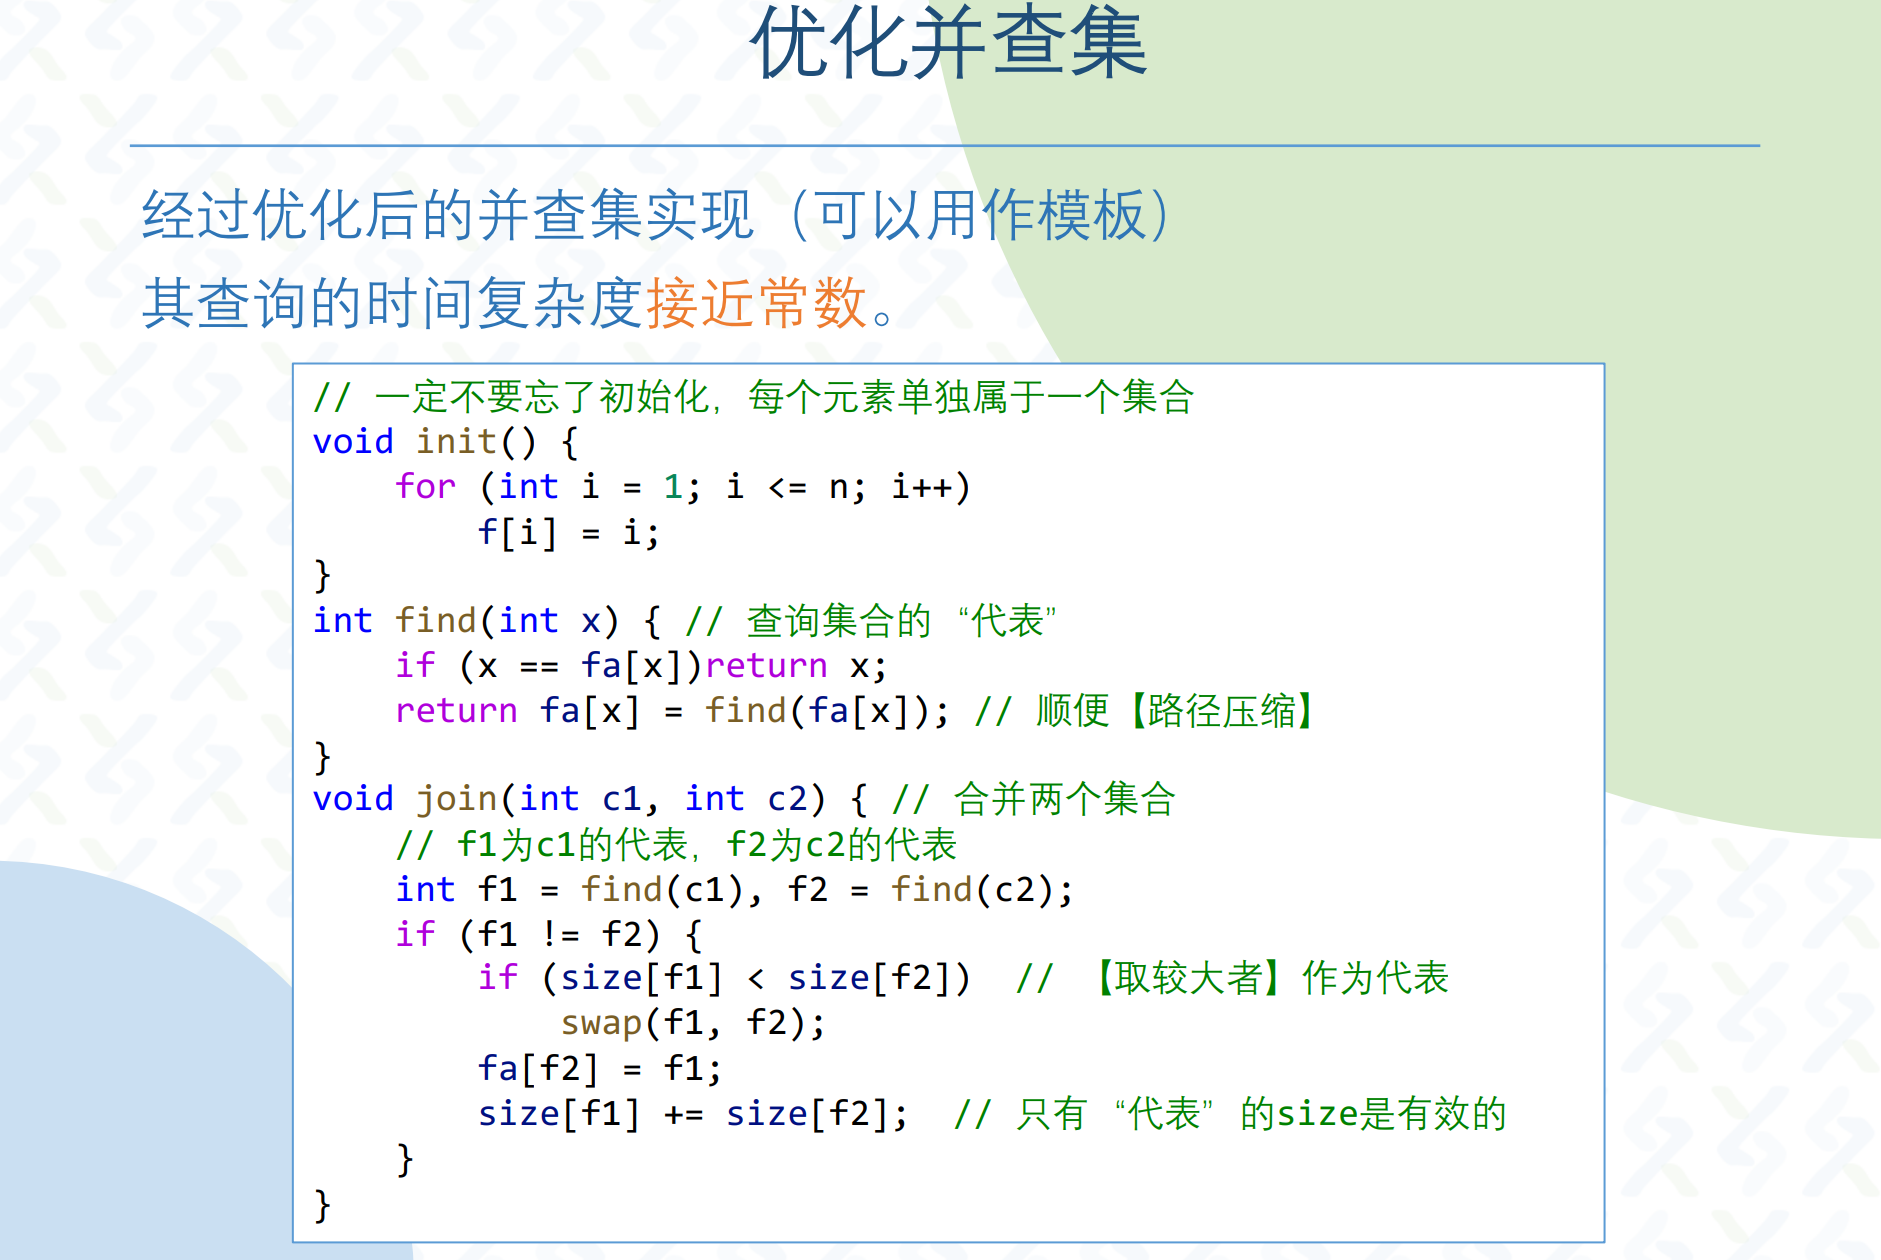 优化并查集
经过优化后的并查集实现（可以用作模板）
其查询的时间复杂度接近常数。
// 一定不要忘了初始化，每个元素单独属于一个集合
void init() {
    for (int i = 1; i <= n; i++)
        f[i] = i;
}
int find(int x) { // 查询集合的“代表”
    if (x == fa[x])return x;
    return fa[x] = find(fa[x]); // 顺便【路径压缩】
}
void join(int c1, int c2) { // 合并两个集合
    // f1为c1的代表，f2为c2的代表
    int f1 = find(c1), f2 = find(c2);
    if (f1 != f2) {
        if (size[f1] < size[f2])  // 【取较大者】作为代表
            swap(f1, f2);
        fa[f2] = f1;
        size[f1] += size[f2];  // 只有“代表”的size是有效的
    }
}